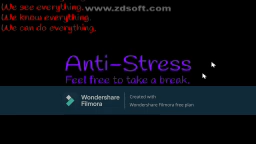 We see everything.
www.zdsoft.com
We know everything.
We can do everything.
Anti-Stress
Feel free to take a break.
Wondershare
Filmora
Created with
Wondershare Filmora free plan